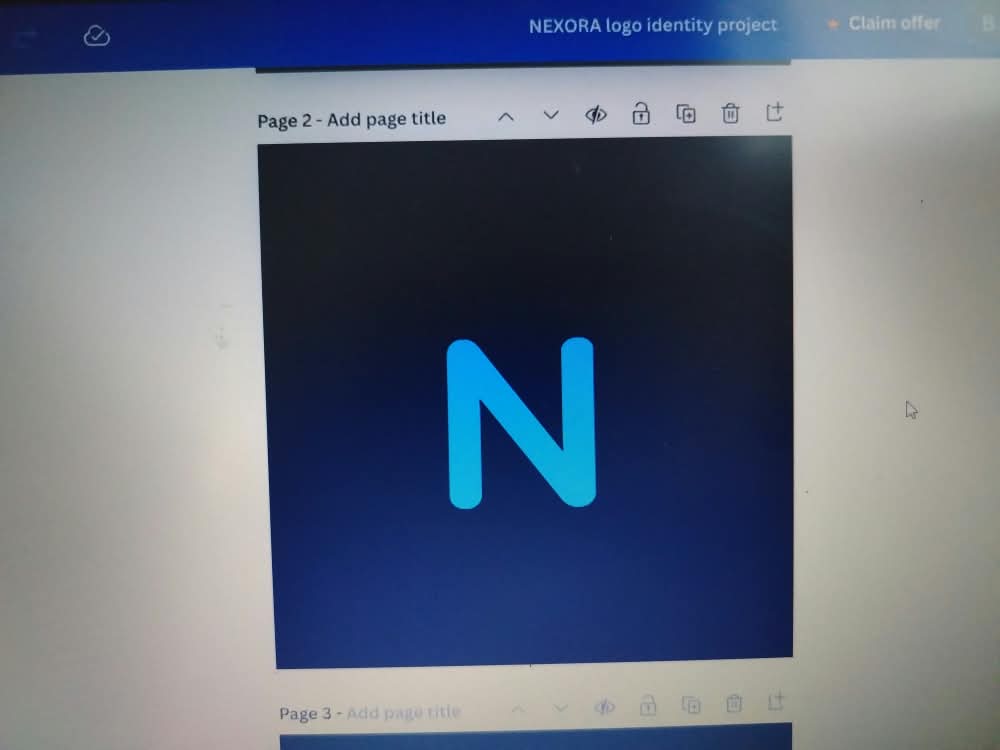 NEXORA logo identity project
Claim offer
Page 2 - Add page title
N
Page 3 - Add page title